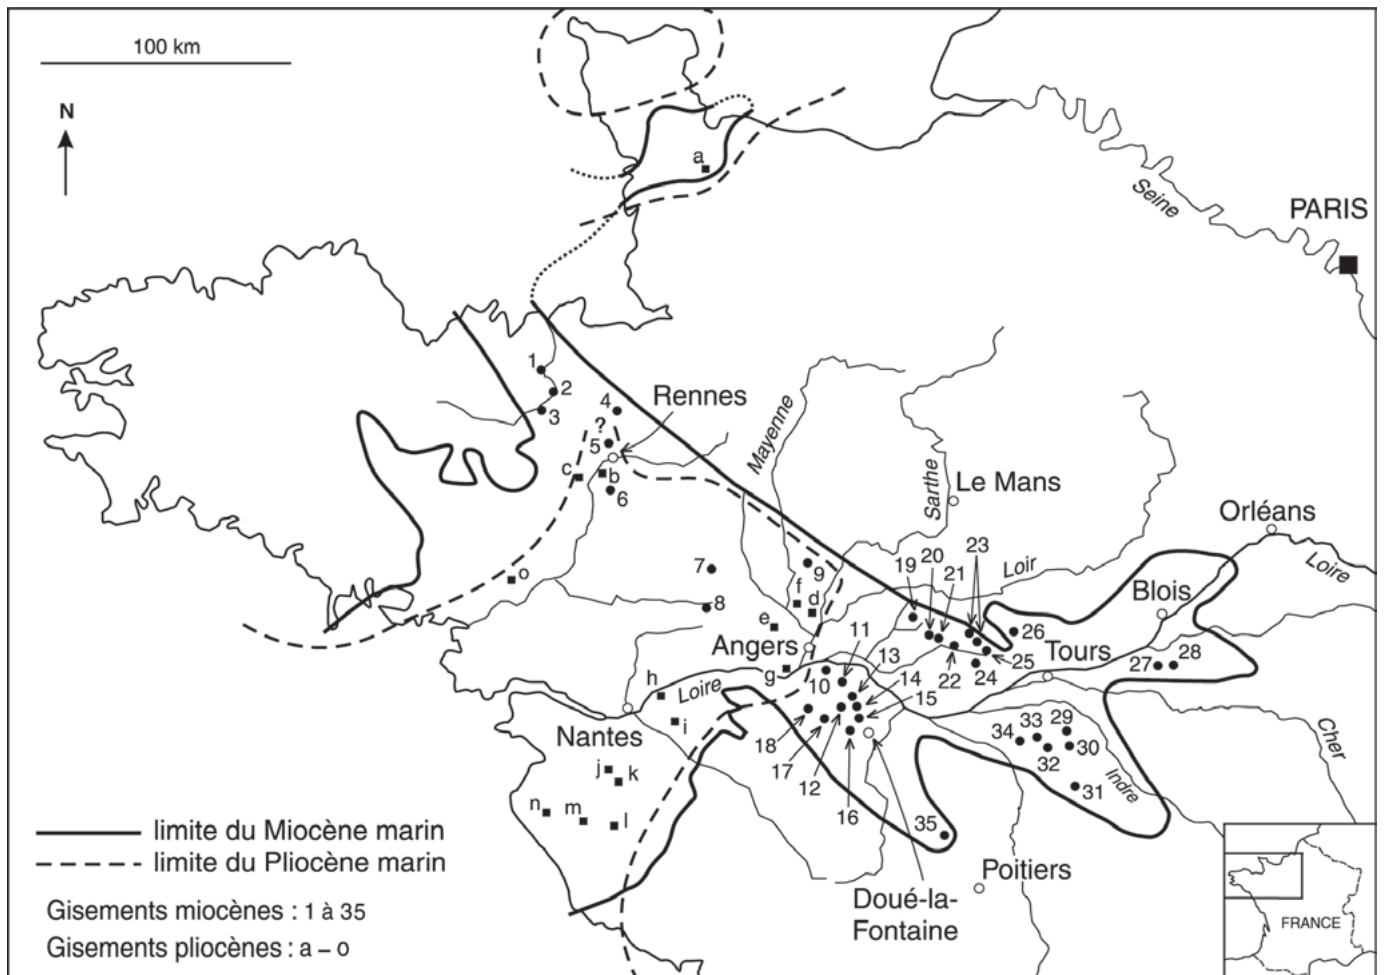 100 km
N
a
Seine
PARIS
1
2
3
4
Rennes
?
5
c
b
6
Mayenne
Sarthe
Le Mans
Orléans
Loire
23
20
19
21
Loir
7
9
o
f
d
8
e
Blois
Angers
11
13
26
Tours
27
28
25
24
22
g
10
14
15
h
Loire
i
Nantes
18
17
12
16
34
33
29
32
30
31
Indre
Cher
j
k
n
m
l
35
Poitiers
Doué-la-
Fontaine
limite du Miocène marin
limite du Pliocène marin
Gisements miocènes : 1 à 35
Gisements pliocènes : a – o
FRANCE